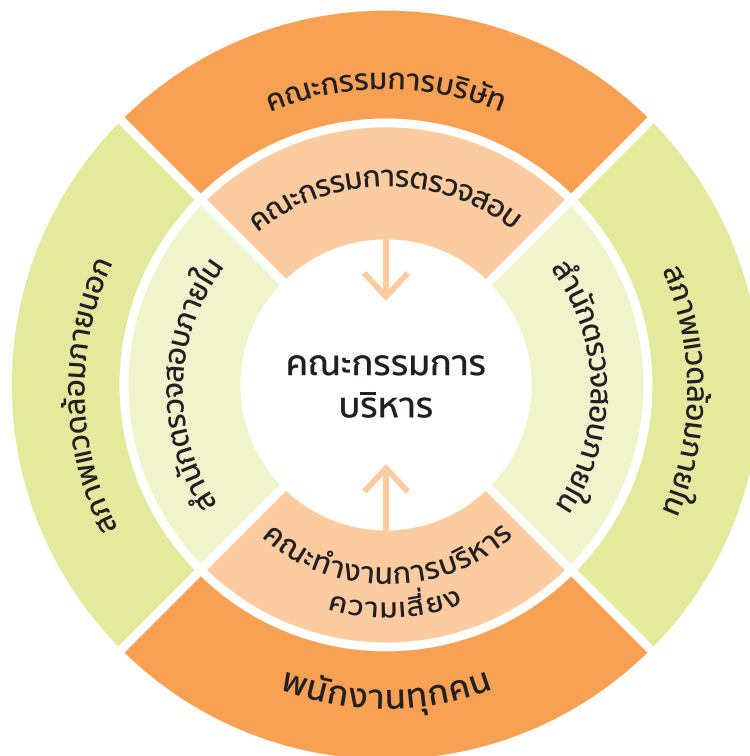 คณะกรรมการบริษัท
คณะกรรมการตรวจสอบ
สภาพแวดล้อมภายนอก
สำนักตรวจสอบภายใน
คณะกรรมการ
บริหาร
สำนักตรวจสอบภายใน
สภาพแวดล้อมภายใน
คณะทำงานการบริหาร
ความเสี่ยง
พนักงานทุกคน